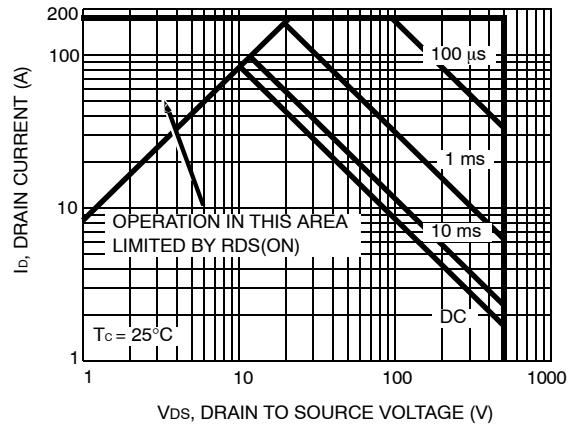 200
100
100 µs
ID, DRAIN CURRENT (A)
1 ms
10
OPERATION IN THIS AREA
LIMITED BY RDS(ON)
10 ms
DC
TC = 25°C
1
1
10
100
1000
VDS, DRAIN TO SOURCE VOLTAGE (V)